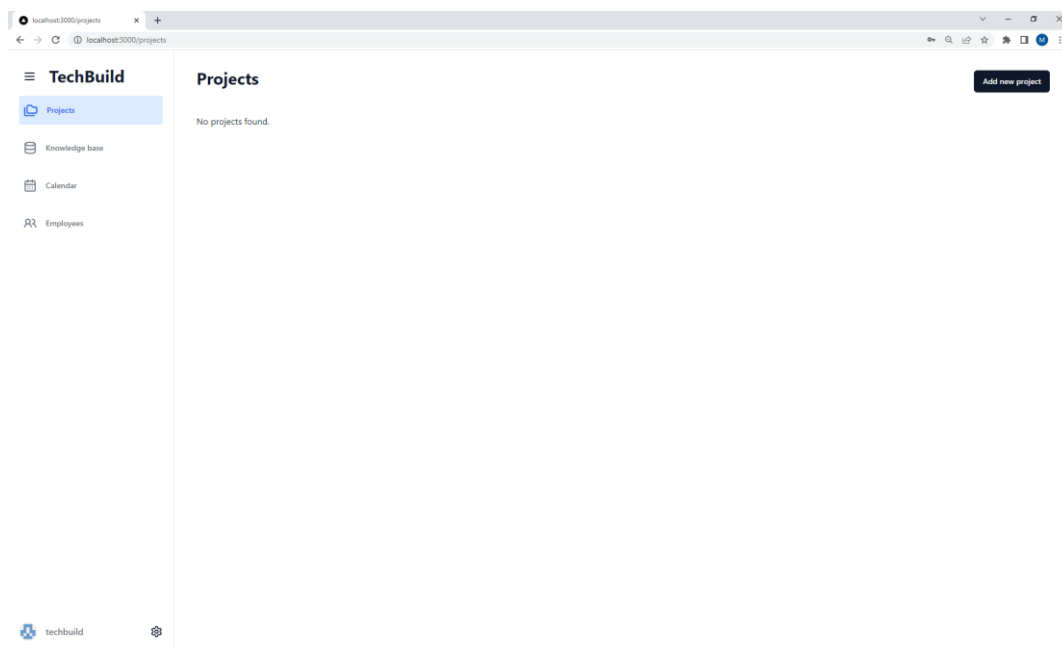 localhost:3000/projects
localhost:3000/projects
M
TechBuild
Projects
Add new project
Projects
No projects found.
Knowledge base
Calendar
Employees
techbuild